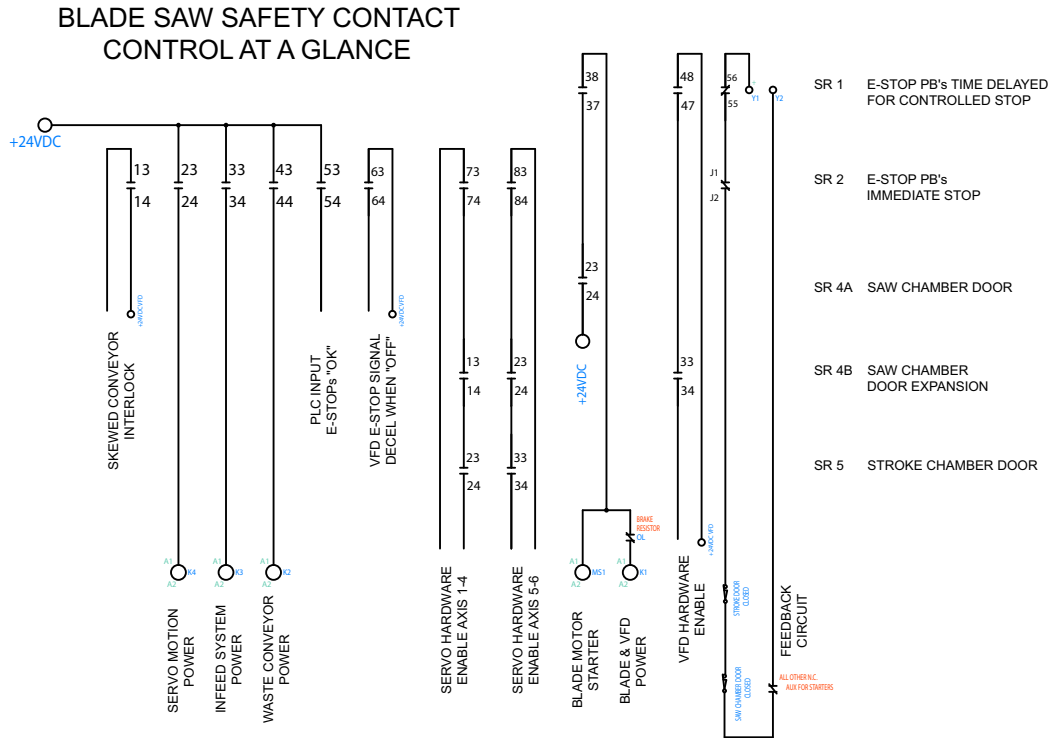 BLADE SAW SAFETY CONTACT
CONTROL AT A GLANCE
+24VDC
13
14
23
24
33
34
43
44
53
54
63
64
73
74
83
84
38
37
48
47
56
55
+
Y1
Y2
J1
J2
SR 1 E-STOP PB's TIME DELAYED
FOR CONTROLLED STOP
SR 2 E-STOP PB's
IMMEDIATE STOP
SR 4A SAW CHAMBER DOOR
SR 4B SAW CHAMBER
DOOR EXPANSION
SR 5 STROKE CHAMBER DOOR
23
24
+24VDC
13
14
23
24
33
34
23
24
33
34
+24VDC VFD
SKEWED CONVEYOR
INTERLOCK
PLC INPUT
E-STOPs "OK"
+24VDC VFD
VFD E-STOP SIGNAL
DECEL WHEN "OFF"
BRAKE
RESISTOR
OL
+24VDC VFD
A1
K4
A2
A1
K3
A2
A1
K2
A2
A1
MS1
A2
A1
K1
A2
SERVO MOTION
POWER
INFEED SYSTEM
POWER
WASTE CONVEYOR
POWER
SERVO HARDWARE
ENABLE AXIS 1-4
SERVO HARDWARE
ENABLE AXIS 5-6
BLADE MOTOR
STARTER
BLADE & VFD
POWER
VFD HARDWARE
ENABLE
STROKE DOOR
CLOSED
FEEDBACK
CIRCUIT
SAW CHAMBER DOOR
CLOSED
ALL OTHER N.C.
AUX FOR STARTERS